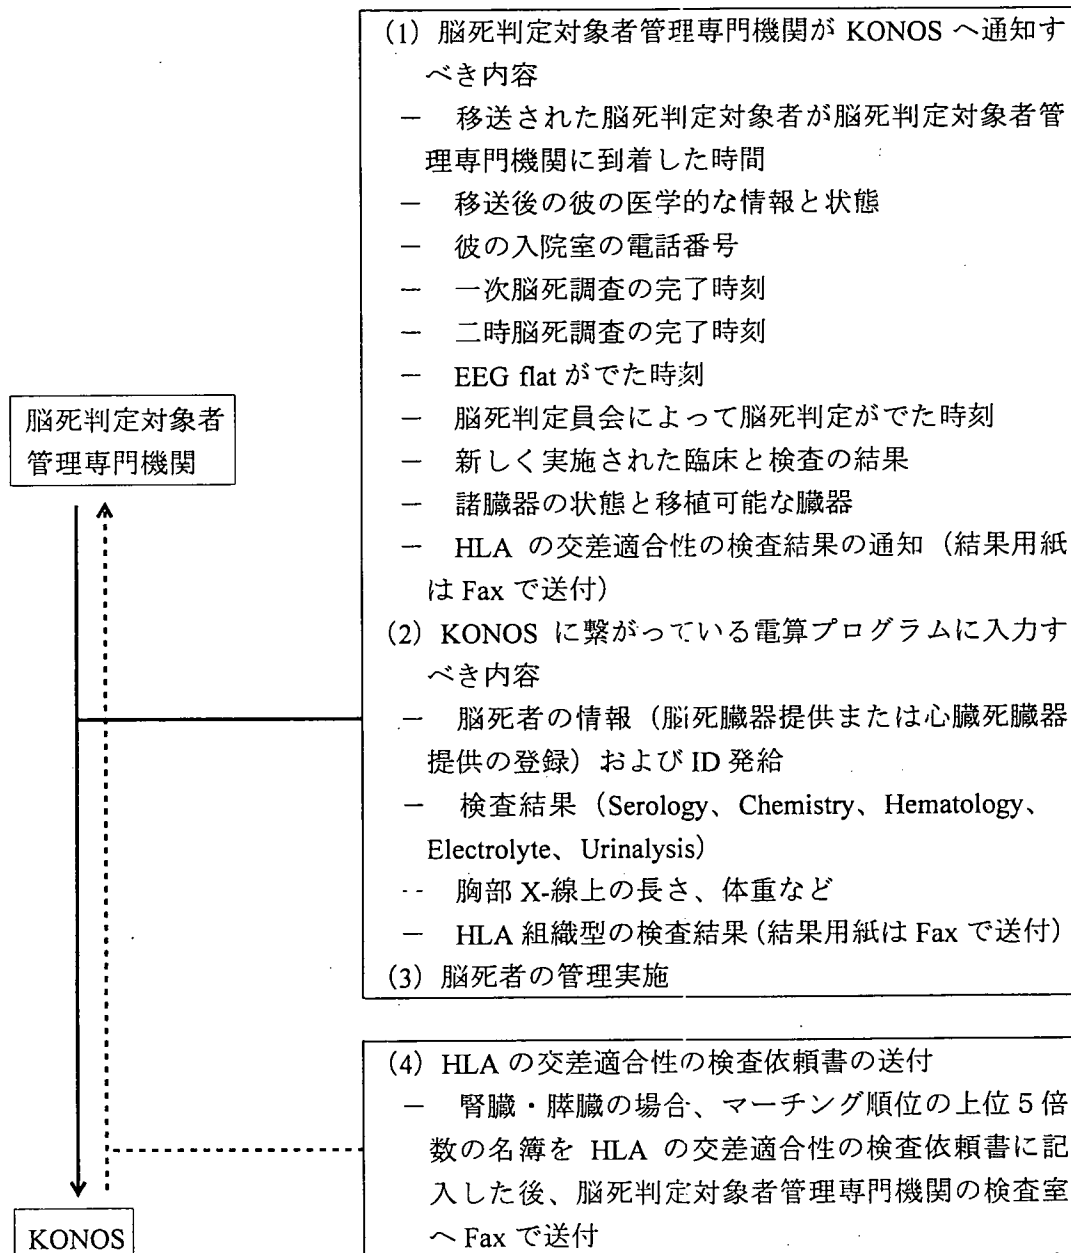 (1) 脳死判定対象者管理専門機関が KONOS へ通知す
べき内容
－ 移送された脳死判定対象者が脳死判定対象者管
理専門機関に到着した時間
－ 移送後の彼の医学的な情報と状態
－ 彼の入院室の電話番号
－ 一次脳死調査の完了時刻
－ 二時脳死調査の完了時刻
－ EEG flat がでた時刻
－ 脳死判定員会によって脳死判定がでた時刻
－ 新しく実施された臨床と検査の結果
－ 諸臓器の状態と移植可能な臓器
－ HLA の交差適合性の検査結果の通知（結果用紙
は Fax で送付）
(2) KONOS に繋がっている電算プログラムに入力す
べき内容
－ 脳死者の情報（脳死臓器提供または心臓死臓器
提供の登録）および ID 発給
－ 検査結果（Serology、Chemistry、Hematology、
Electrolyte、Urinalysis）
－ 胸部 X-線上の長さ、体重など
－ HLA 組織型の検査結果（結果用紙は Fax で送付）
(3) 脳死者の管理実施
脳死判定対象者
管理専門機関
(4) HLA の交差適合性の検査依頼書の送付
－ 腎臓・膵臓の場合、マーチング順位の上位 5 倍
数の名簿を HLA の交差適合性の検査依頼書に記
入した後、脳死判定対象者管理専門機関の検査室
へ Fax で送付
KONOS